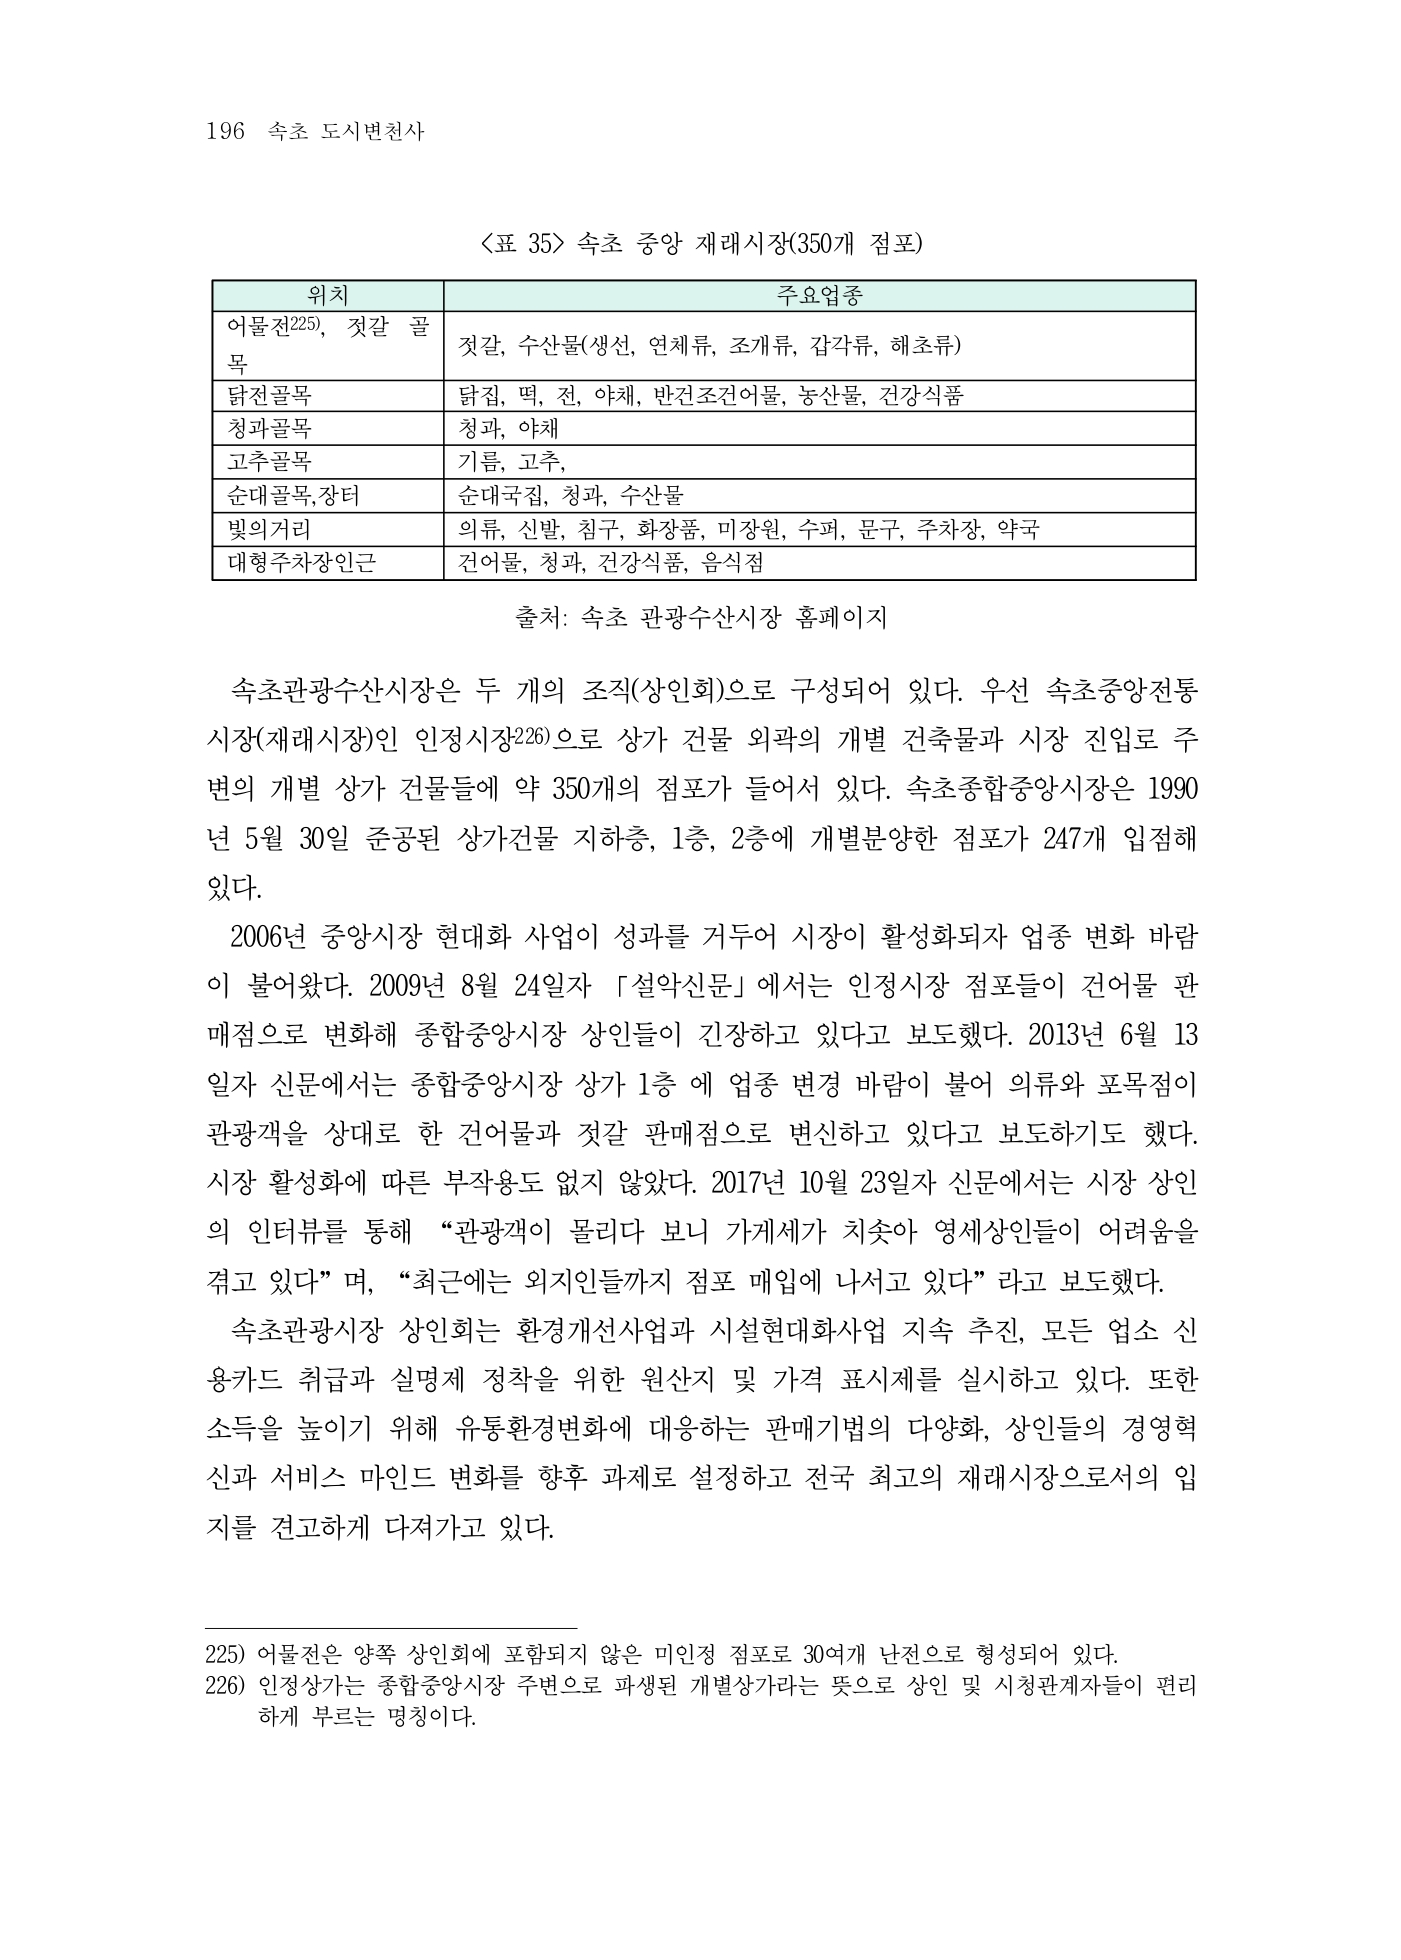 196 속초 도시변천사
<표 35> 속초 중앙 재래시장(350개 점포)
위치 주요업종
어물전225), 젓갈 골
목
젓갈, 수산물(생선, 연체류, 조개류, 갑각류, 해초류)
닭전골목 닭집, 떡, 전, 야채, 반건조건어물, 농산물, 건강식품
청과골목 청과, 야채
고추골목 기름, 고추,
순대골목,장터 순대국집, 청과, 수산물
빛의거리 의류, 신발, 침구, 화장품, 미장원, 수퍼, 문구, 주차장, 약국
대형주차장인근 건어물, 청과, 건강식품, 음식점
출처: 속초 관광수산시장 홈페이지
속초관광수산시장은 두 개의 조직(상인회)으로 구성되어 있다. 우선 속초중앙전통
시장(재래시장)인 인정시장226)으로 상가 건물 외곽의 개별 건축물과 시장 진입로 주
변의 개별 상가 건물들에 약 350개의 점포가 들어서 있다. 속초종합중앙시장은 1990
년 5월 30일 준공된 상가건물 지하층, 1층, 2층에 개별분양한 점포가 247개 입점해
있다.
2006년 중앙시장 현대화 사업이 성과를 거두어 시장이 활성화되자 업종 변화 바람
이 불어왔다. 2009년 8월 24일자 「설악신문」에서는 인정시장 점포들이 건어물 판
매점으로 변화해 종합중앙시장 상인들이 긴장하고 있다고 보도했다. 2013년 6월 13
일자 신문에서는 종합중앙시장 상가 1층 에 업종 변경 바람이 불어 의류와 포목점이
관광객을 상대로 한 건어물과 젓갈 판매점으로 변신하고 있다고 보도하기도 했다.
시장 활성화에 따른 부작용도 없지 않았다. 2017년 10월 23일자 신문에서는 시장 상인
의 인터뷰를 통해 “관광객이 몰리다 보니 가게세가 치솟아 영세상인들이 어려움을
겪고 있다”며, “최근에는 외지인들까지 점포 매입에 나서고 있다”라고 보도했다.
속초관광시장 상인회는 환경개선사업과 시설현대화사업 지속 추진, 모든 업소 신
용카드 취급과 실명제 정착을 위한 원산지 및 가격 표시제를 실시하고 있다. 또한
소득을 높이기 위해 유통환경변화에 대응하는 판매기법의 다양화, 상인들의 경영혁
신과 서비스 마인드 변화를 향후 과제로 설정하고 전국 최고의 재래시장으로서의 입
지를 견고하게 다져가고 있다.
225) 어물전은 양쪽 상인회에 포함되지 않은 미인정 점포로 30여개 난전으로 형성되어 있다.
226) 인정상가는 종합중앙시장 주변으로 파생된 개별상가라는 뜻으로 상인 및 시청관계자들이 편리
하게 부르는 명칭이다.